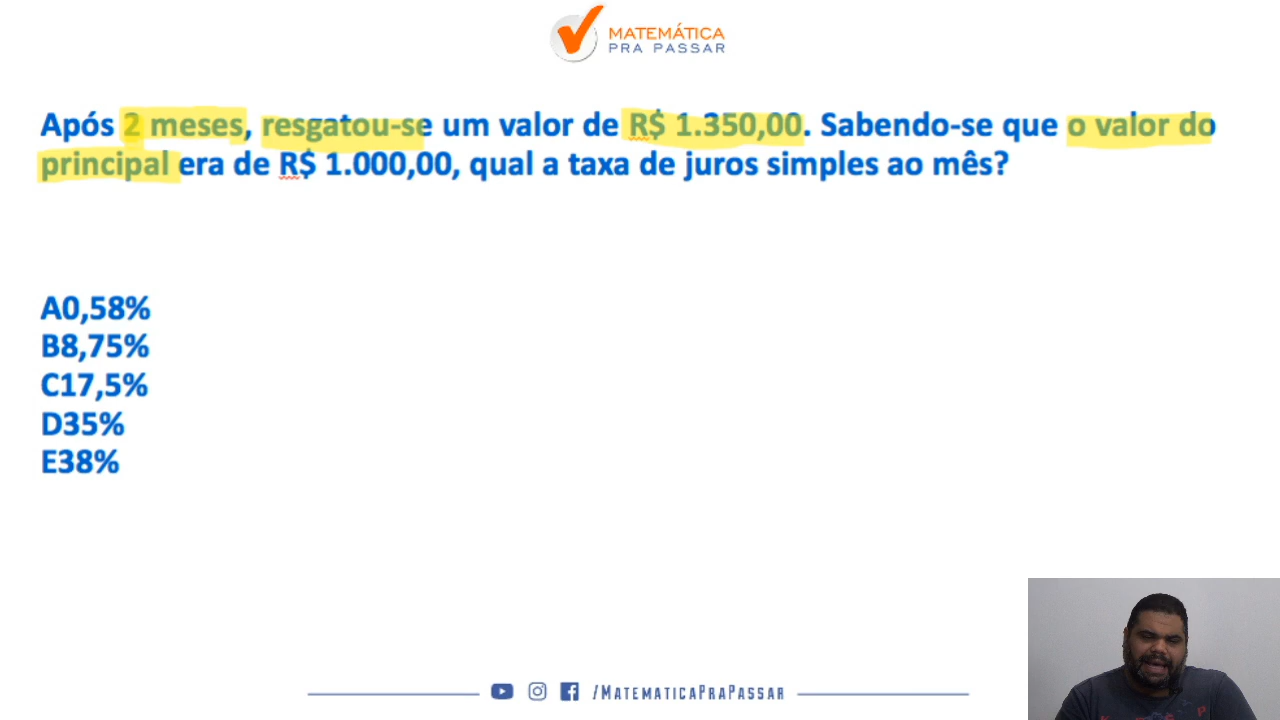 MATEMÁTICA
PRA PASSAR
Após 2 meses, resgatou-se um valor de R$ 1.350,00. Sabendo-se que o valor do
principal era de R$ 1.000,00, qual a taxa de juros simples ao mês?
A0,58%
B8,75%
C17,5%
D35%
E38%
/MATEMATICAPRAPASSAR